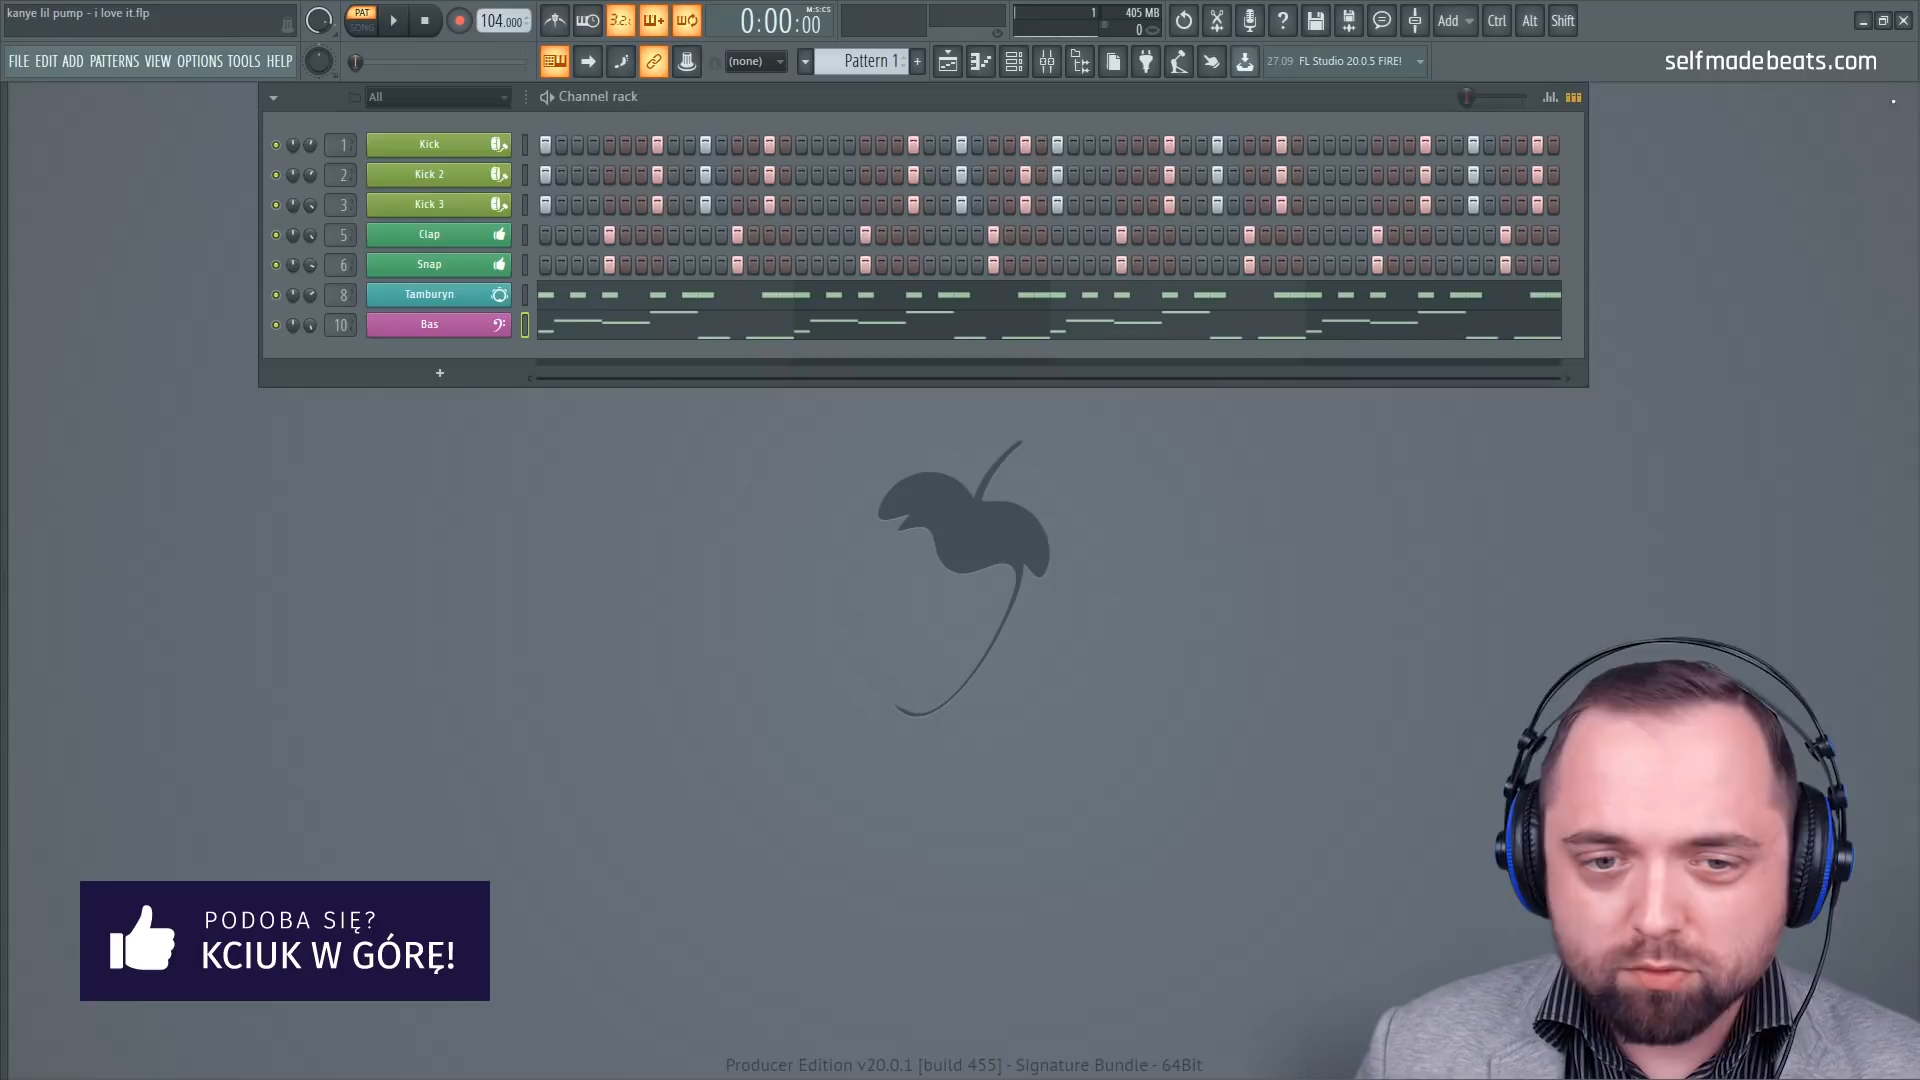 kanye lil pump - i love it.flp
PAT
SONG
104.000
3.2.
0:00:00
M:S:CS
1
405 MB
0
Add
Ctrl
Alt
Shift
FILE EDIT ADD PATTERNS VIEW OPTIONS TOOLS HELP
(none)
Pattern 1
+
27.09 FL Studio 20.0.5 FIRE!
selfmadebeats.com
All
Channel rack
1 Kick
2 Kick 2
3 Kick 3
5 Clap
6 Snap
8 Tamburyn
10 Bas
+
PODOBA SIĘ?
KCIUK W GÓRĘ!
Producer Edition v20.0.1 [build 455] - Signature Bundle - 64Bit